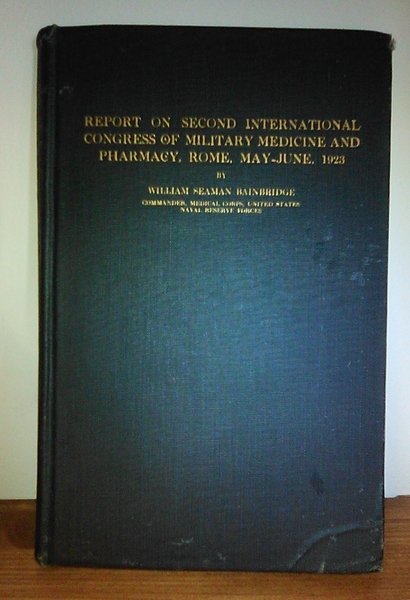 REPORT ON SECOND INTERNATIONAL
CONGRESS OF MILITARY MEDICINE AND
PHARMACY, ROME, MAY-JUNE, 1923
BY
WILLIAM SEAMAN BAINBRIDGE
COMMANDER, MEDICAL CORPS, UNITED STATES
NAVAL RESERVE FORCES